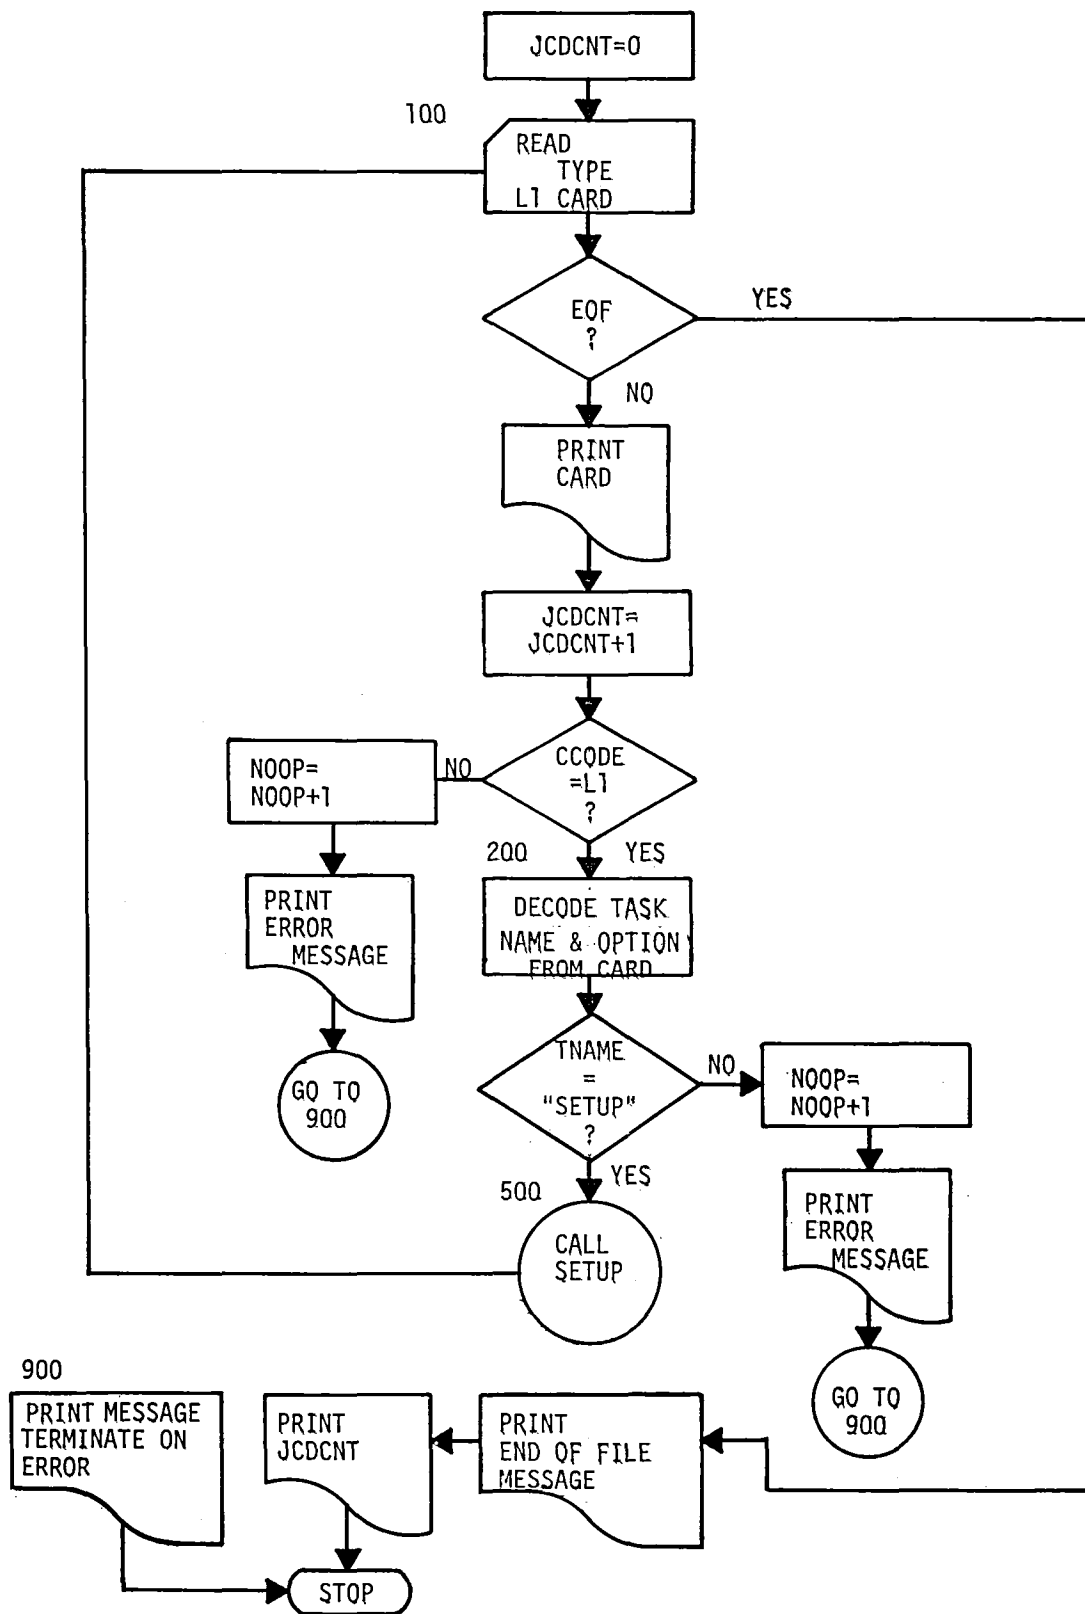 JCDCNT=0
100
READ
TYPE
L1 CARD
EOF
?
YES
NO
PRINT
CARD
JCDCNT=
JCDCNT+1
CCODE
=L1
?
NO
NOOP=
NOOP+1
PRINT
ERROR
MESSAGE
GO TO
900
200
YES
DECODE TASK
NAME & OPTION
FROM CARD
TNAME
=
"SETUP"
?
NO
NOOP=
NOOP+1
PRINT
ERROR
MESSAGE
GO TO
900
YES
500
CALL
SETUP
900
PRINT MESSAGE
TERMINATE ON
ERROR
PRINT
JCDCNT
PRINT
END OF FILE
MESSAGE
STOP